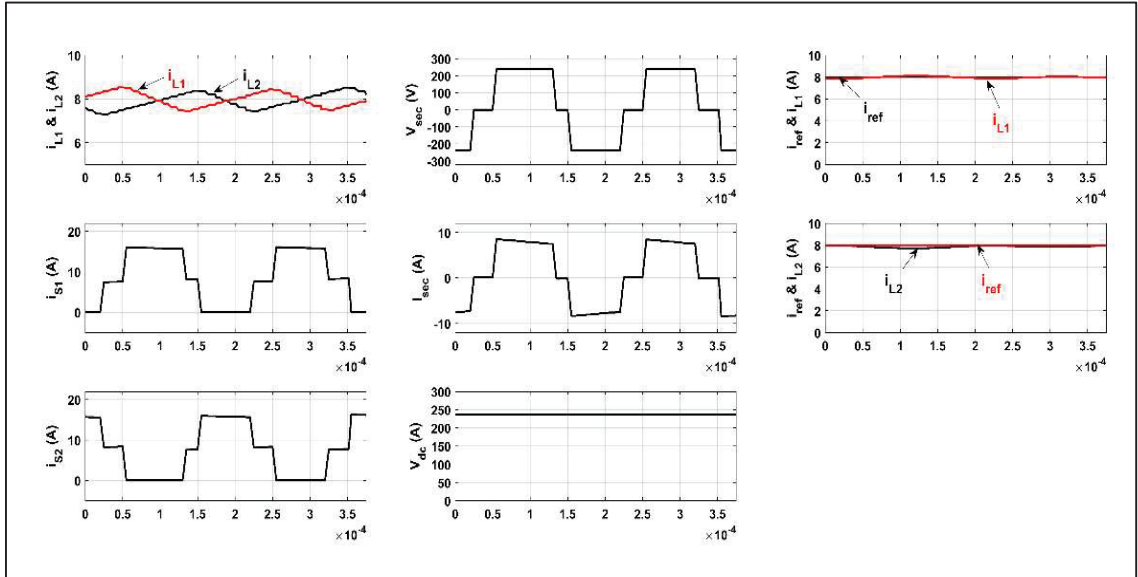 i_L1 & i_L2 (A)
10
8
6
i_L1
i_L2
0 0.5 1 1.5 2 2.5 3 3.5
×10⁻⁴
V_sec (V)
300
200
100
0
-100
-200
-300
0 0.5 1 1.5 2 2.5 3 3.5
×10⁻⁴
i_ref & i_L1 (A)
10
8
6
4
2
0
i_ref
i_L1
0 0.5 1 1.5 2 2.5 3 3.5
×10⁻⁴
i_S1 (A)
20
10
0
0 0.5 1 1.5 2 2.5 3 3.5
×10⁻⁴
I_sec (A)
10
0
-10
0 0.5 1 1.5 2 2.5 3 3.5
×10⁻⁴
i_ref & i_L2 (A)
10
8
6
4
2
0
i_L2
i_ref
0 0.5 1 1.5 2 2.5 3 3.5
×10⁻⁴
i_S2 (A)
20
10
0
0 0.5 1 1.5 2 2.5 3 3.5
×10⁻⁴
V_dc (A)
300
250
200
150
100
50
0
0 0.5 1 1.5 2 2.5 3 3.5
×10⁻⁴